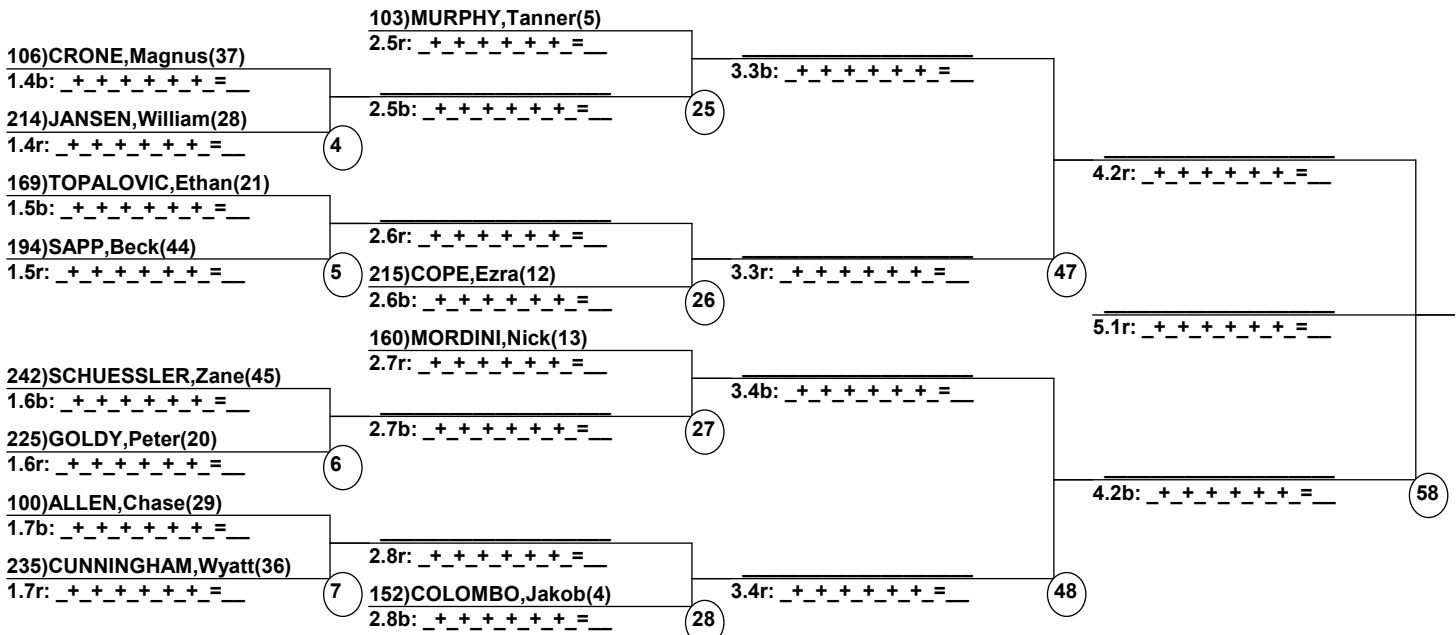 103)MURPHY,Tanner(5)
2.5r: _+_+_+_+_+_=__
106)CRONE,Magnus(37)
1.4b: _+_+_+_+_+_=__
3.3b: _+_+_+_+_+_=__
2.5b: _+_+_+_+_+_=__
25
214)JANSEN,William(28)
1.4r: _+_+_+_+_+_=__
4
4.2r: _+_+_+_+_+_=__
169)TOPALOVIC,Ethan(21)
1.5b: _+_+_+_+_+_=__
2.6r: _+_+_+_+_+_=__
194)SAPP,Beck(44)
1.5r: _+_+_+_+_+_=__
5
215)COPE,Ezra(12)
2.6b: _+_+_+_+_+_=__
26
3.3r: _+_+_+_+_+_=__
47
5.1r: _+_+_+_+_+_=__
160)MORDINI,Nick(13)
2.7r: _+_+_+_+_+_=__
242)SCHUESSLER,Zane(45)
1.6b: _+_+_+_+_+_=__
3.4b: _+_+_+_+_+_=__
2.7b: _+_+_+_+_+_=__
27
225)GOLDY,Peter(20)
1.6r: _+_+_+_+_+_=__
6
4.2b: _+_+_+_+_+_=__
58
100)ALLEN,Chase(29)
1.7b: _+_+_+_+_+_=__
2.8r: _+_+_+_+_+_=__
235)CUNNINGHAM,Wyatt(36)
1.7r: _+_+_+_+_+_=__
7
152)COLOMBO,Jakob(4)
2.8b: _+_+_+_+_+_=__
28
3.4r: _+_+_+_+_+_=__
48